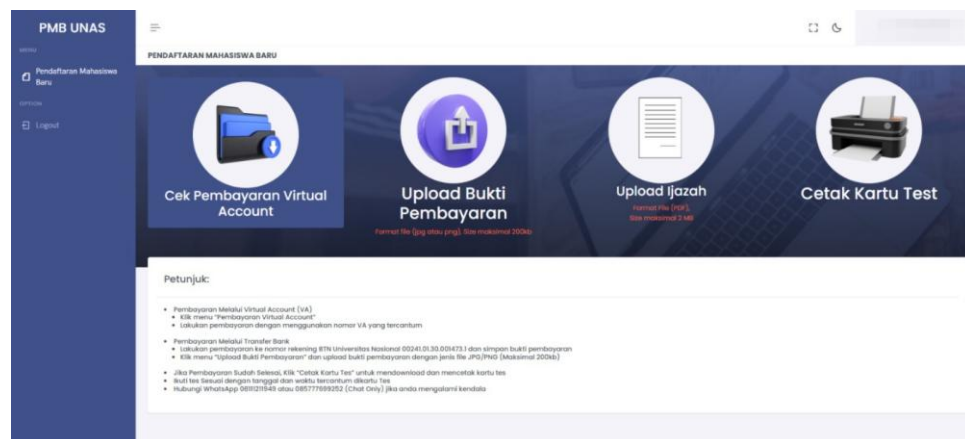 PMB UNAS
MENU
Pendaftaran Mahasiswa
Baru
OPTION
Logout
PENDAFTARAN MAHASISWA BARU
Cek Pembayaran Virtual
Account
Upload Bukti
Pembayaran
Format file (jpg atau png), Size maksimal 200kb
Upload Ijazah
Format File (PDF),
Size maksimal 2 MB
Cetak Kartu Test
Petunjuk:
Pembayaran Melalui Virtual Account (VA)
Klik menu "Pembayaran Virtual Account"
Lakukan pembayaran dengan menggunakan nomor VA yang tercantum
Pembayaran Melalui Transfer Bank
Lakukan pembayaran ke nomor rekening BTN Universitas Nasional 00241.01.30.001473.1 dan simpan bukti pembayaran
Klik menu "Upload Bukti Pembayaran" dan upload bukti pembayaran dengan jenis file JPG/PNG (Maksimal 200kb)
Jika Pembayaran Sudah Selesai, Klik "Cetak Kartu Tes" untuk mendownload dan mencetak kartu tes
Ikuti tes Sesuai dengan tanggal dan waktu tercantum dikartu Tes
Hubungi WhatsApp atau (Chat Only) jika anda mengalami kendala